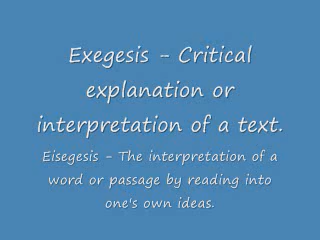 Exegesis - Critical
explanation or
interpretation of a text.
Eisegesis - The interpretation of a
word or passage by reading into
one's own ideas.